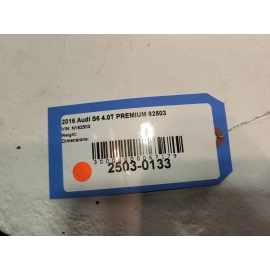 2016 Audi S6 4.0T PREMIUM 62503
VIN: N162503
Weight:
Dimensions:
2503-0133